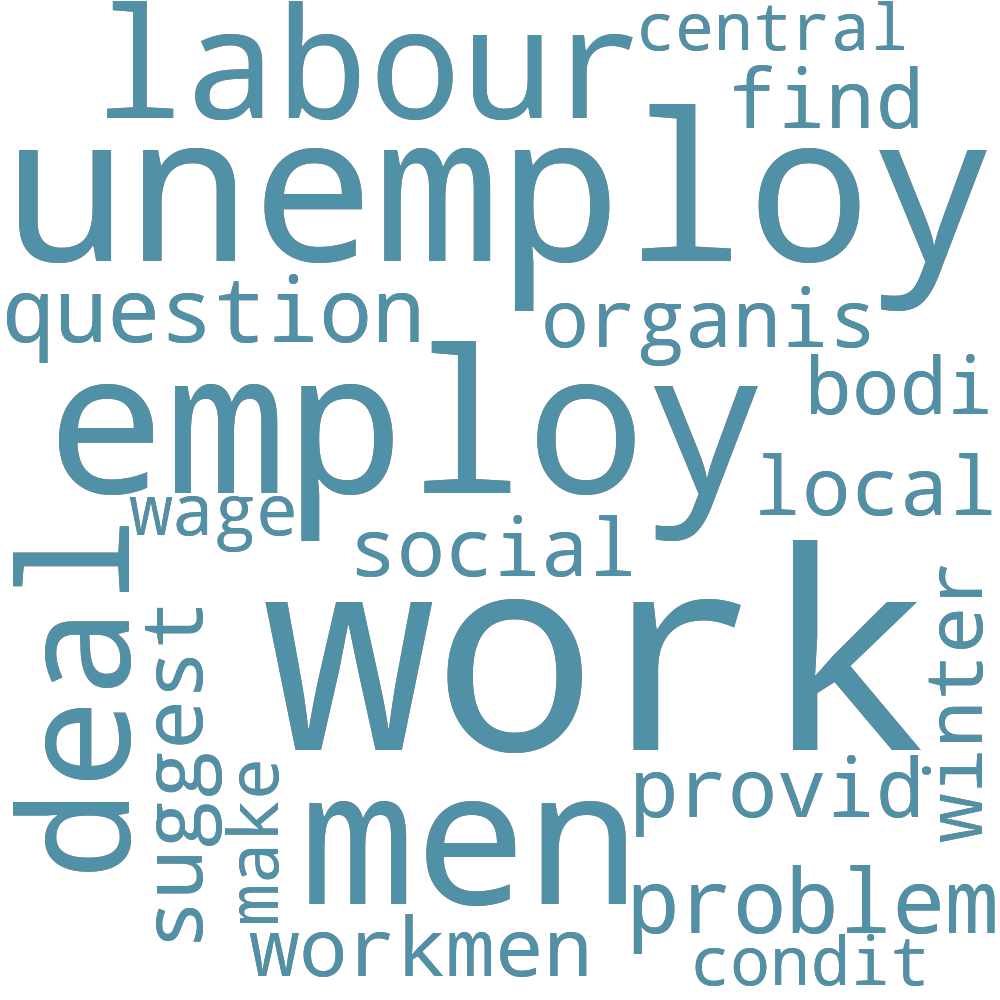 labour
central
find
unemploy
question
organis
employ
bodi
wage
local
social
deal
suggest
work
winter
make
men
provid
problem
workmen
condit